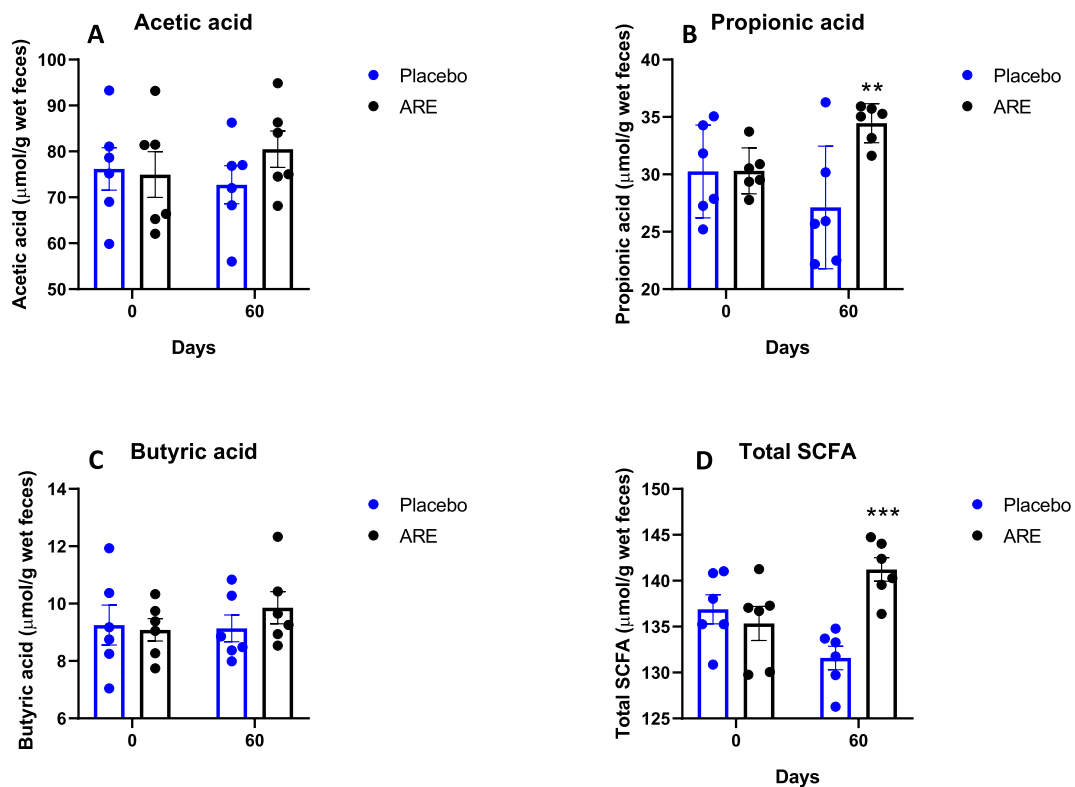 A
Acetic acid
Acetic acid (μmol/g wet feces)
100
90
80
70
60
50
0
60
Days
Placebo
ARE
B
Propionic acid
Propionic acid (μmol/g wet feces)
40
35
30
25
20
**
0
60
Days
Placebo
ARE
C
Butyric acid
Butyric acid (μmol/g wet feces)
14
12
10
8
6
0
60
Placebo
ARE
D
Total SCFA
Total SCFA (μmol/g wet feces)
150
145
140
135
130
125
***
0
60
Days
Placebo
ARE